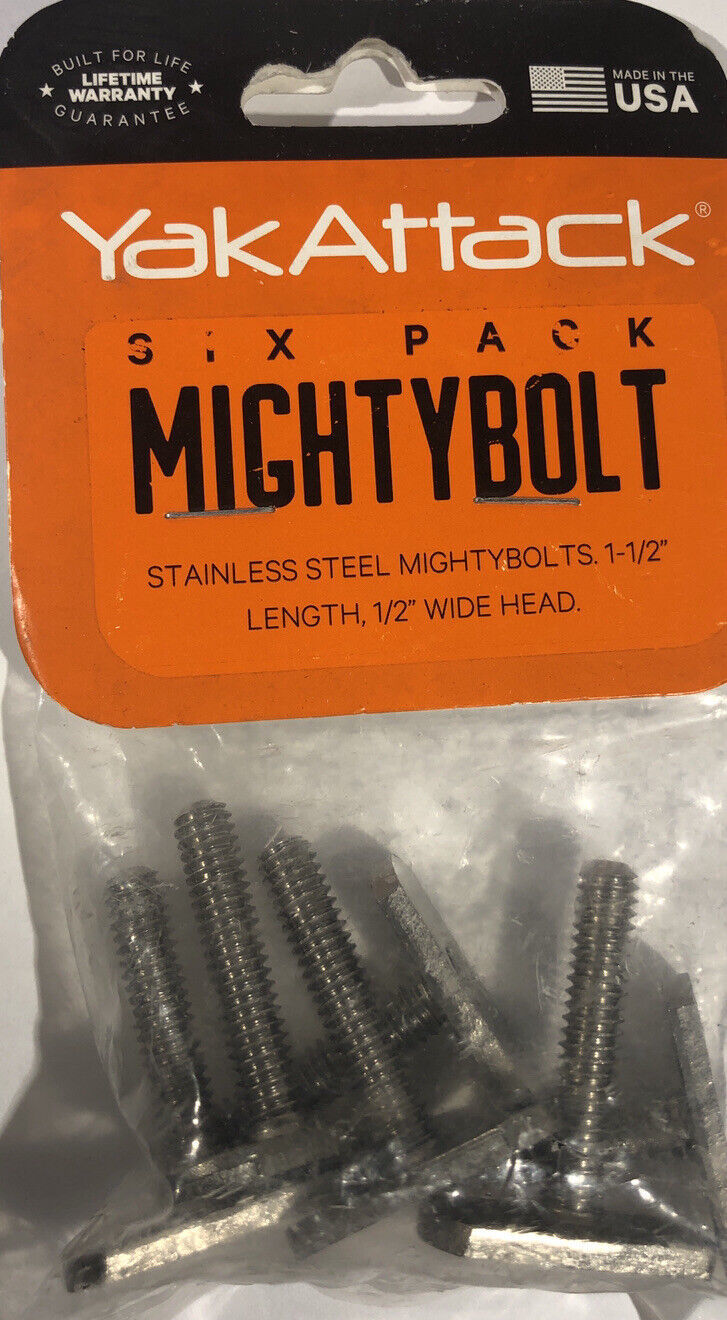 BUILT FOR LIFE
LIFETIME
WARRANTY
GUARANTEE
MADE IN THE
USA
YakAttack®
SIX PACK
MIGHTYBOLT
STAINLESS STEEL MIGHTYBOLTS. 1-1/2"
LENGTH, 1/2" WIDE HEAD.